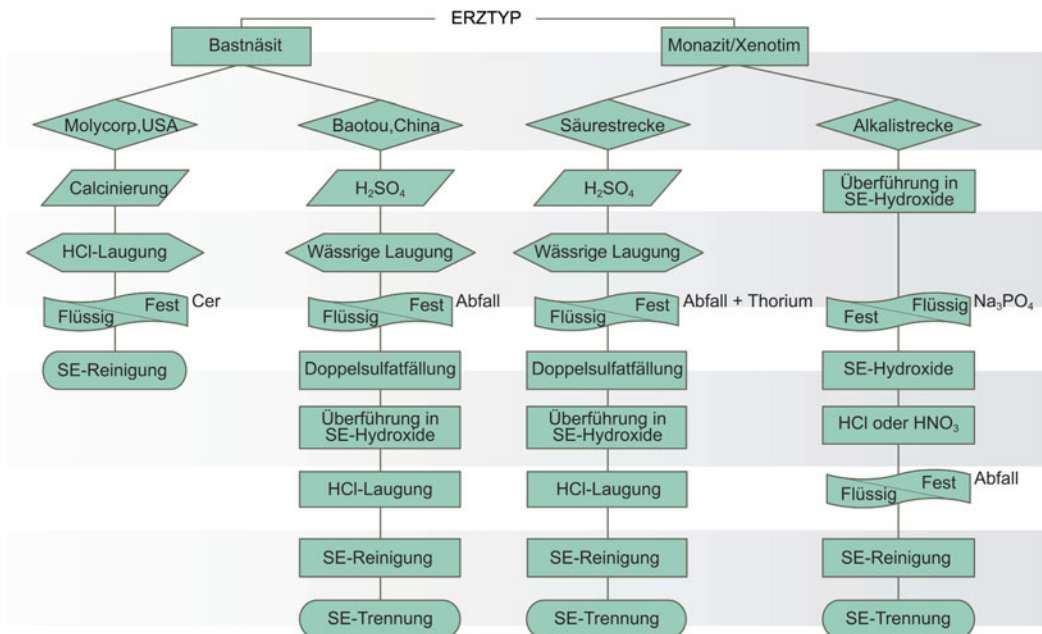 ERZTYP
Bastnäsit
Monazit/Xenotim
Molycorp,USA
Baotou,China
Säurestrecke
Alkalistrecke
Calcinierung
H₂SO₄
H₂SO₄
Überführung in
SE-Hydroxide
HCl-Laugung
Wässrige Laugung
Wässrige Laugung
Flüssig
Fest
Cer
Flüssig
Fest
Abfall
Flüssig
Fest
Abfall + Thorium
Fest
Flüssig
Na₃PO₄
SE-Reinigung
Doppelsulfatfällung
Doppelsulfatfällung
SE-Hydroxide
Überführung in
SE-Hydroxide
Überführung in
SE-Hydroxide
HCl oder HNO₃
HCl-Laugung
HCl-Laugung
Flüssig
Fest
Abfall
SE-Reinigung
SE-Reinigung
SE-Reinigung
SE-Trennung
SE-Trennung
SE-Trennung